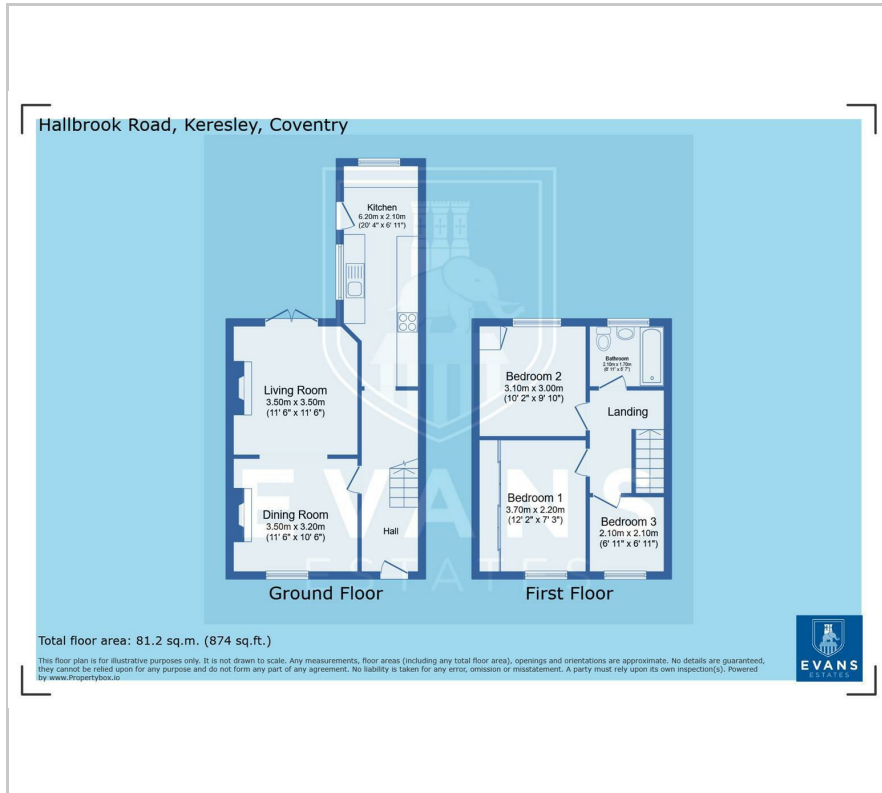 Hallbrook Road, Keresley, Coventry
Kitchen
6.20m x 2.10m
(20' 4" x 6' 11")
Living Room
3.50m x 3.50m
(11' 6" x 11' 6")
Dining Room
3.50m x 3.20m
(11' 6" x 10' 6")
Hall
Ground Floor
Bedroom 2
3.10m x 3.00m
(10' 2" x 9' 10")
Bathroom
2.10m x 1.70m
Landing
Bedroom 1
3.70m x 2.20m
(12' 2" x 7' 3")
Bedroom 3
2.10m x 2.10m
(6' 11" x 6' 11")
First Floor
EVANS
ESTATES
Total floor area: 81.2 sq.m. (874 sq.ft.)
This floor plan is for illustrative purposes only. It is not drawn to scale. Any measurements, floor areas (including any total floor area), openings and orientations are approximate. No details are guaranteed,
they cannot be relied upon for any purpose and do not form any part of any agreement. No liability is taken for any error, omission or misstatement. A party must rely upon its own inspection(s). Powered
by www.Propertybox.io
EVANS
ESTATES